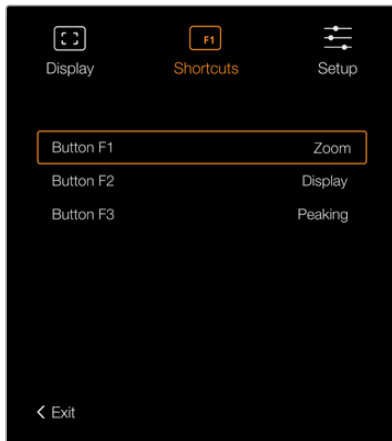 F1
Display Shortcuts Setup
Button F1 Zoom
Button F2 Display
Button F3 Peaking
Exit